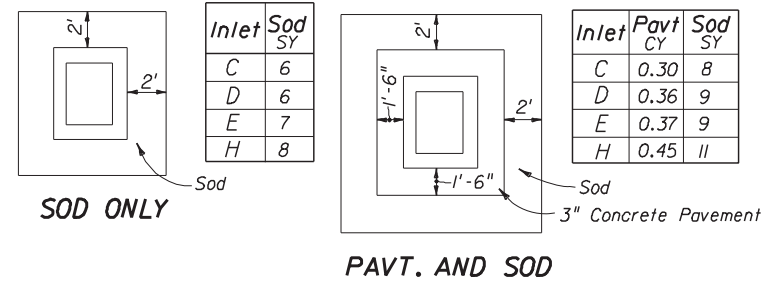 2'
2'
Sod
SOD ONLY
Inlet Sod SY
C 6
D 6
E 7
H 8
2'
1'-6"
2'
1'-6"
Sod
3" Concrete Pavement
PAVT. AND SOD
Inlet Pavt CY Sod SY
C 0.30 8
D 0.36 9
E 0.37 9
H 0.45 11